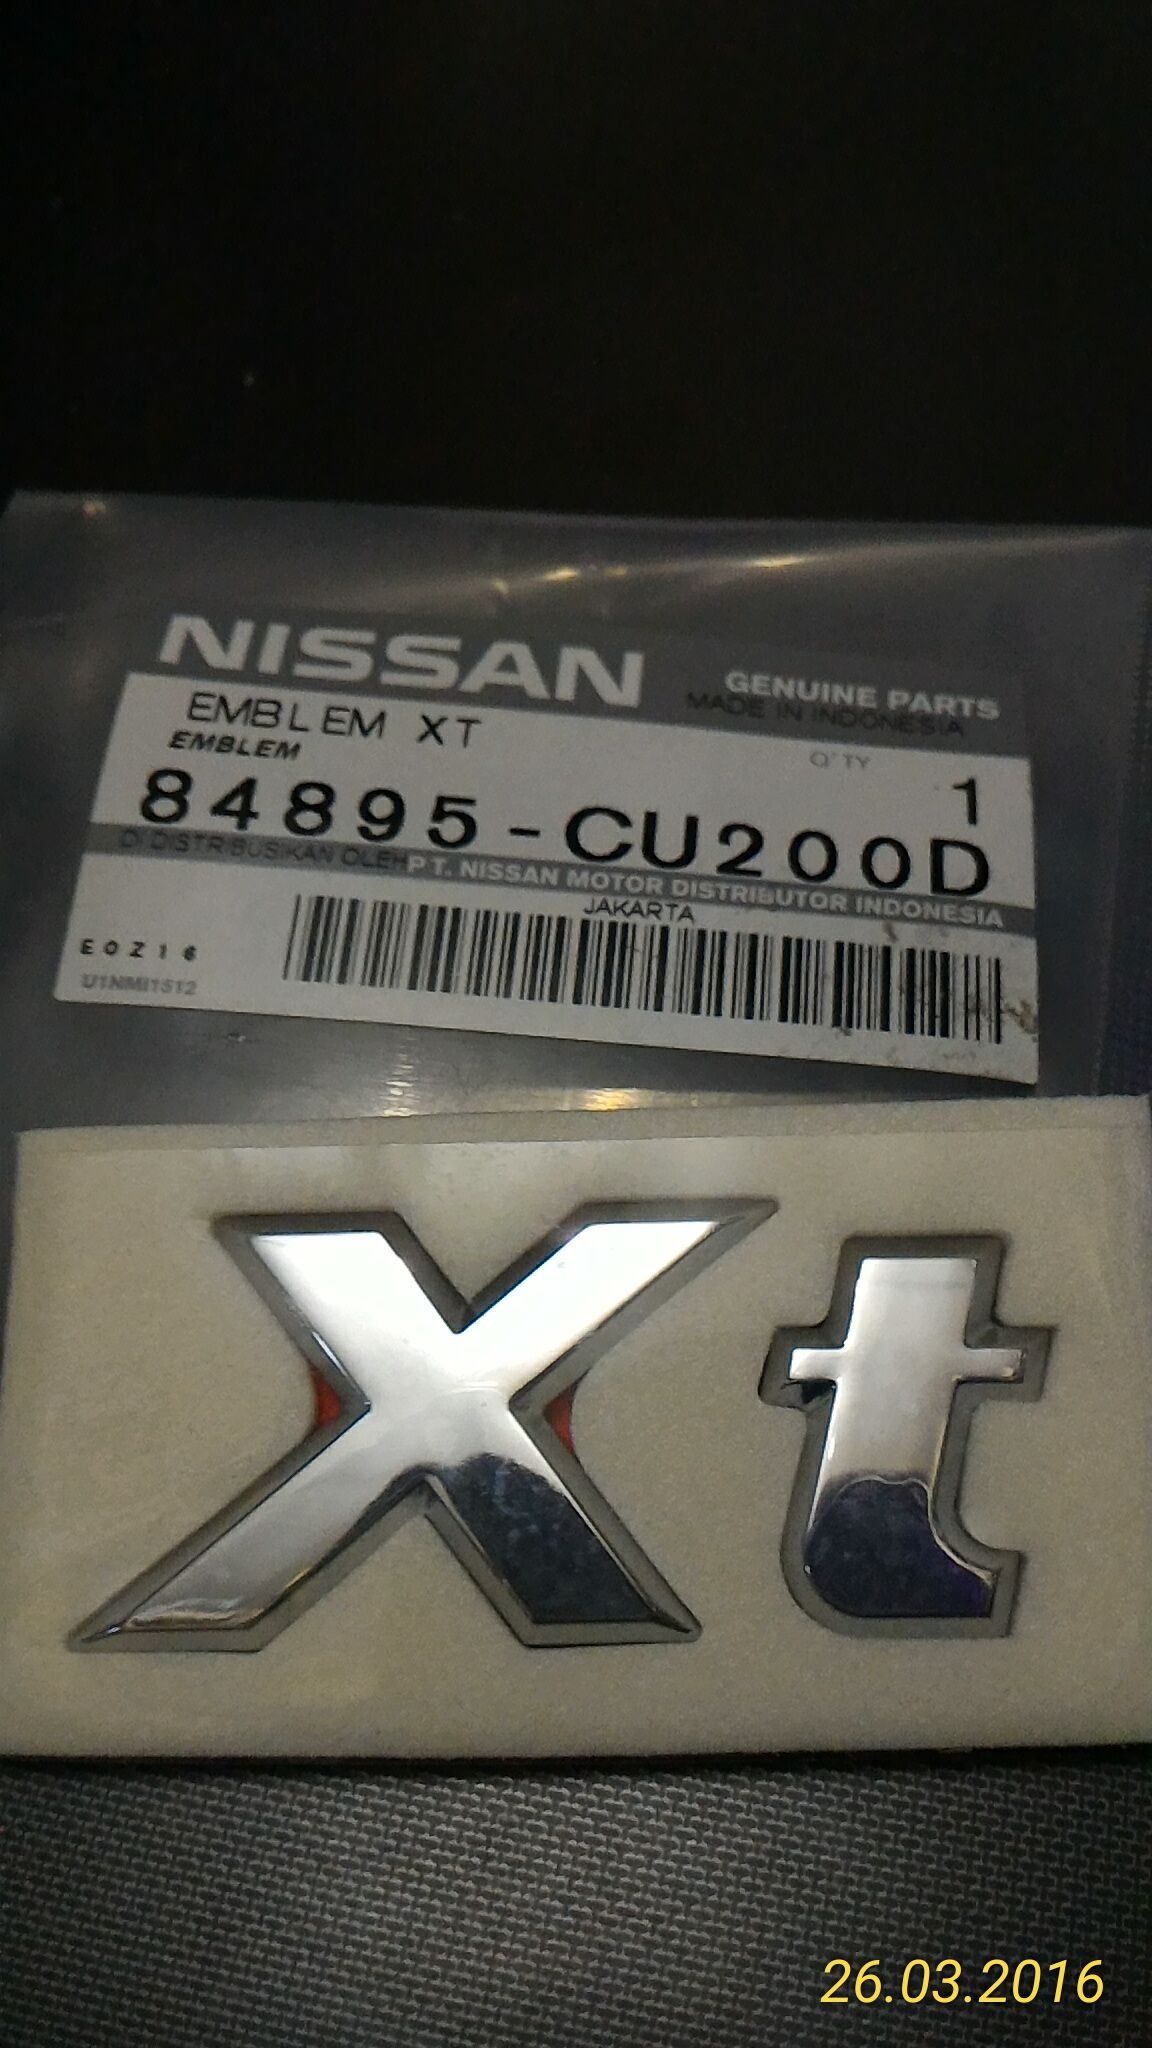 NISSAN
GENUINE PARTS
MADE IN INDONESIA
EMBLEM XT
EMBLEM
Q'TY 1
84895-CU200D
DI DISTRIBUSIKAN OLEH PT. NISSAN MOTOR DISTRIBUTOR INDONESIA
JAKARTA
E0Z16
U1NMI1512
Xt
26.03.2016